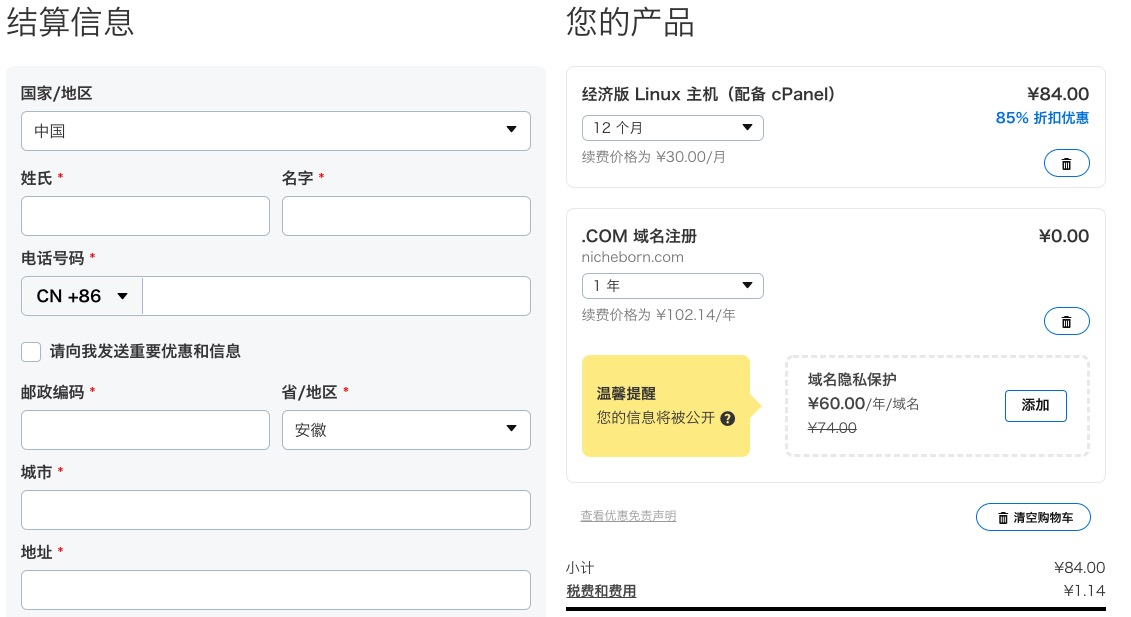 结算信息
国家/地区
中国
姓氏 *
名字 *
电话号码 *
CN +86
请向我发送重要优惠和信息
邮政编码 *
省/地区 *
安徽
城市 *
地址 *
您的产品
经济版 Linux 主机（配备 cPanel）
¥84.00
85% 折扣优惠
12 个月
续费价格为 ¥30.00/月
.COM 域名注册
¥0.00
nicheborn.com
1 年
续费价格为 ¥102.14/年
温馨提醒
您的信息将被公开 ?
域名隐私保护
¥60.00/年/域名
¥74.00
添加
查看优惠免责声明
清空购物车
小计
¥84.00
税费和费用
¥1.14